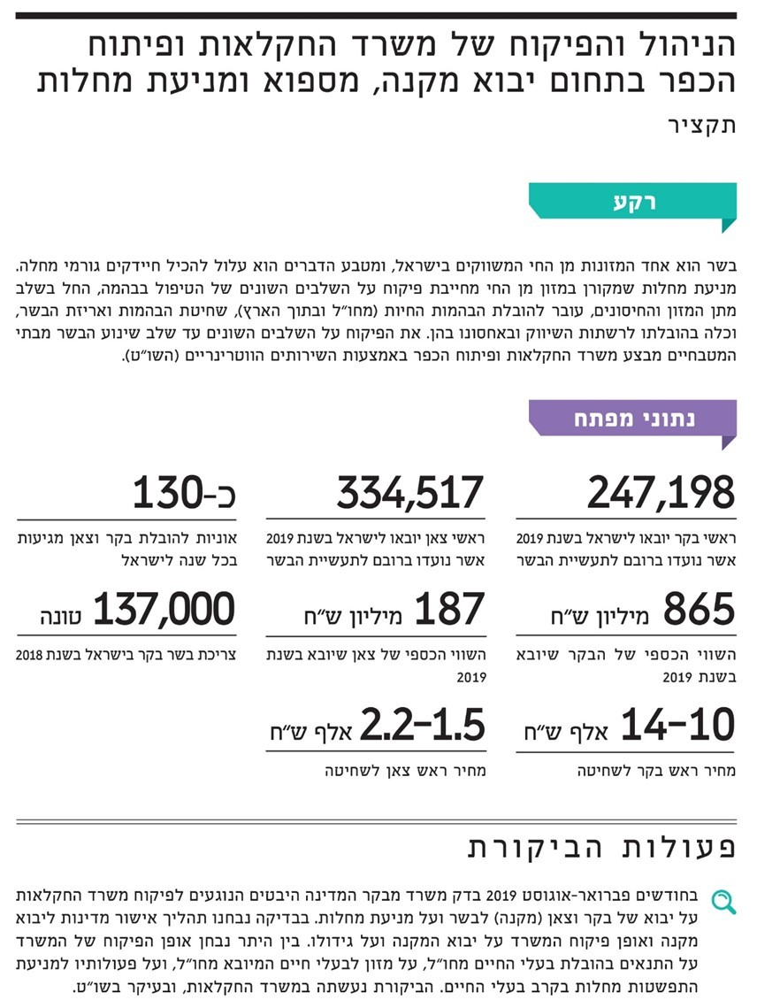 הניהול והפיקוח של משרד החקלאות ופיתוח
הכפר בתחום יבוא מקנה, מספוא ומניעת מחלות
תקציר
רקע
בשר הוא אחד המזונות מן החי המשווקים בישראל, ומטבע הדברים הוא עלול להכיל חיידקים גורמי מחלה.
מניעת מחלות שמקורן במזון מן החי מחייבת פיקוח על השלבים השונים של הטיפול בבהמה, החל בשלב
מתן המזון והחיסונים, עובר להובלת הבהמות החיות (מחו"ל ובתוך הארץ), שחיטת הבהמות ואריזת הבשר,
וכלה בהובלתו לרשתות השיווק ובאחסונו בהן. את הפיקוח על השלבים השונים עד שלב שינוע הבשר מבתי
המטבחיים מבצע משרד החקלאות ופיתוח הכפר באמצעות השירותים הווטרינריים (השו"ט).
נתוני מפתח
247,198
ראשי בקר יובאו לישראל בשנת 2019
אשר נועדו ברובם לתעשיית הבשר
334,517
ראשי צאן יובאו לישראל בשנת 2019
אשר נועדו ברובם לתעשיית הבשר
כ-130
אוניות להובלת בקר וצאן מגיעות
בכל שנה לישראל
865 מיליון ש"ח
השווי הכספי של הבקר שיובא
בשנת 2019
187 מיליון ש"ח
השווי הכספי של צאן שיובא בשנת
2019
137,000 טונה
צריכת בשר בקר בישראל בשנת 2018
14-10 אלף ש"ח
מחיר ראש בקר לשחיטה
2.2-1.5 אלף ש"ח
מחיר ראש צאן לשחיטה
פעולות הביקורת
בחודשים פברואר-אוגוסט 2019 בדק משרד מבקר המדינה היבטים הנוגעים לפיקוח משרד החקלאות
על יבוא של בקר וצאן (מקנה) לבשר ועל מניעת מחלות. בבדיקה נבחנו תהליך אישור מדינות ליבוא
מקנה ואופן פיקוח המשרד על יבוא המקנה ועל גידולו. בין היתר נבחן אופן הפיקוח של המשרד
על התנאים בהובלת בעלי החיים מחו"ל, על מזון לבעלי חיים המיובא מחו"ל, ועל פעולותיו למניעת
התפשטות מחלות בקרב בעלי החיים. הביקורת נעשתה במשרד החקלאות, ובעיקר בשו"ט.